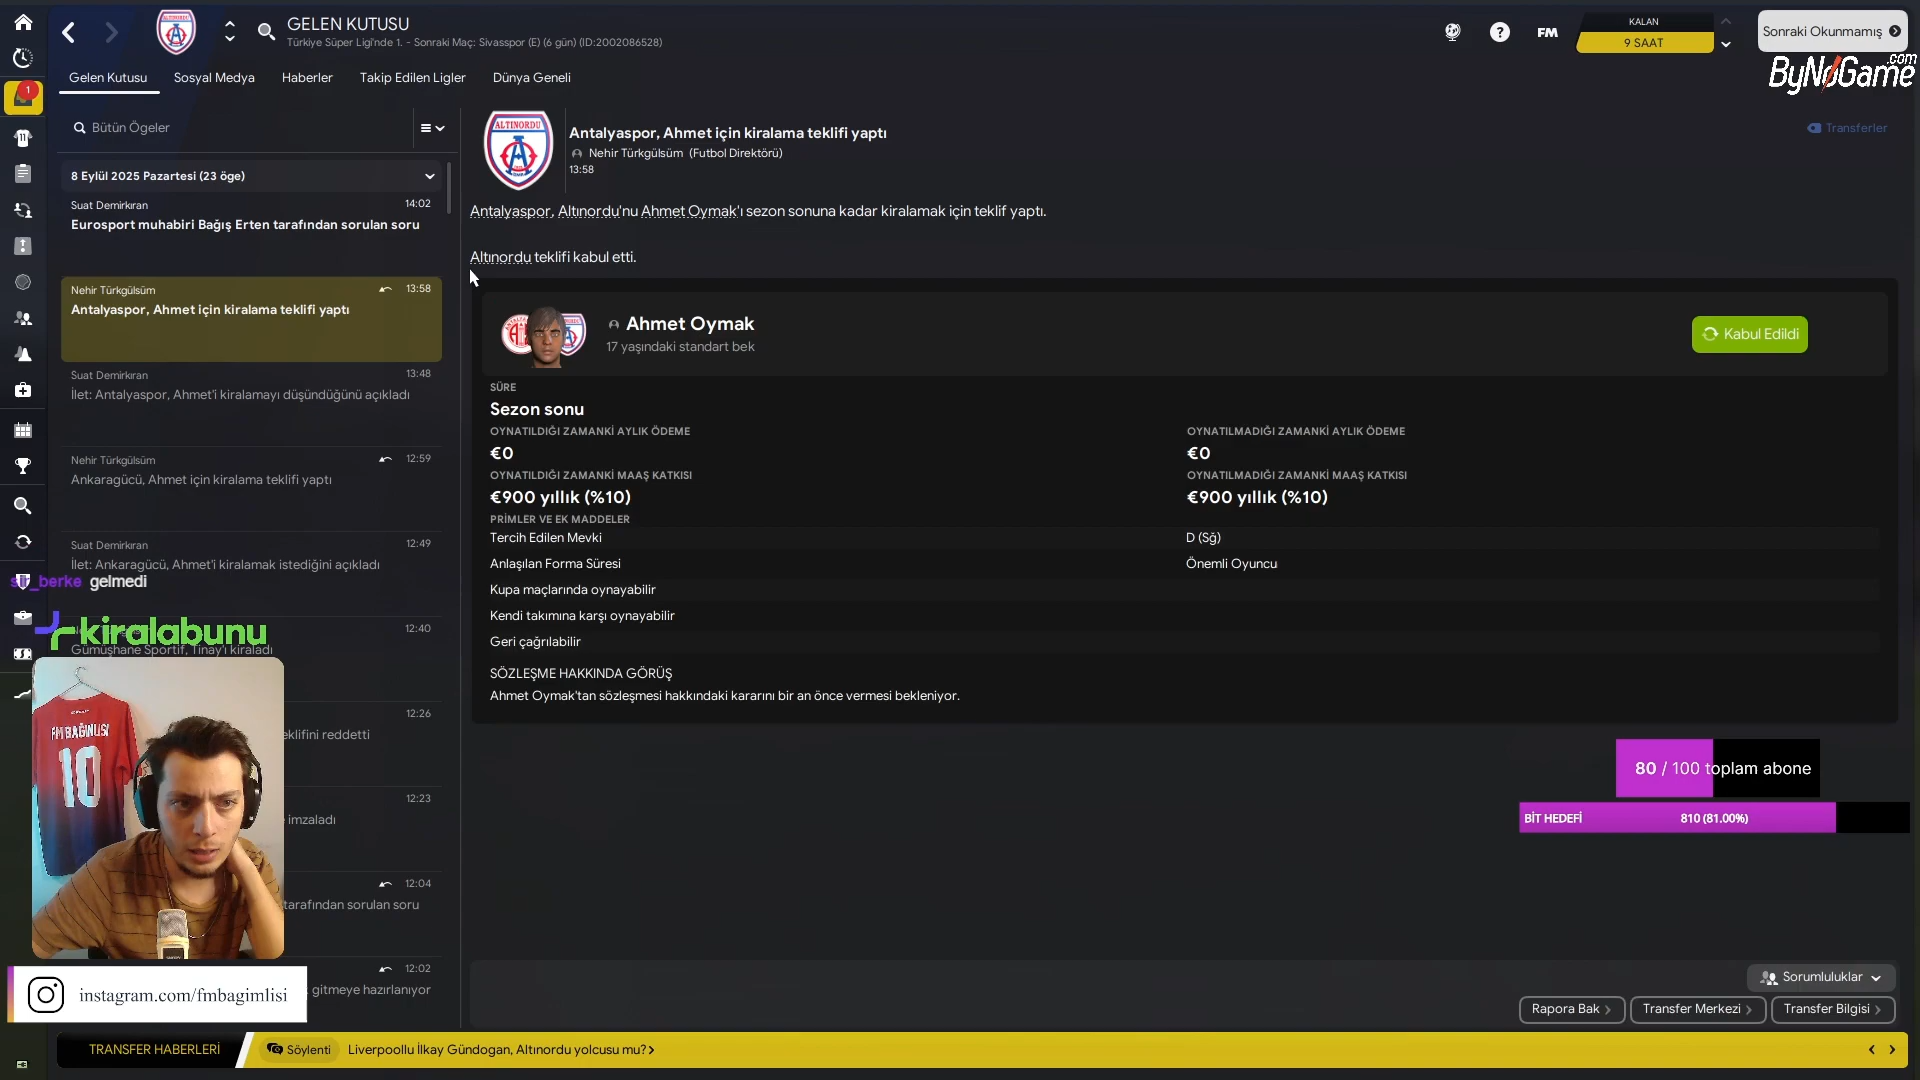 GELEN KUTUSU
Türkiye Süper Ligi'nde 1. - Sonraki Maç: Sivasspor (E) (6 gün) (ID:2002086528)
FM
KALAN
9 SAAT
Sonraki Okunmamış
ByNoGame.com
1
Gelen Kutusu
Sosyal Medya
Haberler
Takip Edilen Ligler
Dünya Geneli
Bütün Ögeler
8 Eylül 2025 Pazartesi (23 öge)
Suat Demirkıran 14:02
Eurosport muhabiri Bağış Erten tarafından sorulan soru
Nehir Türkgülsüm 13:58
Antalyaspor, Ahmet için kiralama teklifi yaptı
Suat Demirkıran 13:48
İlet: Antalyaspor, Ahmet'i kiralamayı düşündüğünü açıkladı
Nehir Türkgülsüm 12:59
Ankaragücü, Ahmet için kiralama teklifi yaptı
Suat Demirkıran 12:49
İlet: Ankaragücü, Ahmet'i kiralamak istediğini açıkladı
berke gelmedi
kiralabunu
12:40
Gümüşhane Sportif, Tınay'ı kiraladı
12:26
eklifini reddetti
12:23
imzaladı
12:04
tarafından sorulan soru
12:02
gitmeye hazırlanıyor
FM BAĞIMLISI
10
instagram.com/fmbagimlisi
ALTINORDU
Antalyaspor, Ahmet için kiralama teklifi yaptı
Nehir Türkgülsüm (Futbol Direktörü)
13:58
Transferler
Antalyaspor, Altınordu'nu Ahmet Oymak'ı sezon sonuna kadar kiralamak için teklif yaptı.
Altınordu teklifi kabul etti.
Ahmet Oymak
17 yaşındaki standart bek
Kabul Edildi
SÜRE
Sezon sonu
OYNATILDIĞI ZAMANKİ AYLIK ÖDEME
€0
OYNATILMADIĞI ZAMANKİ AYLIK ÖDEME
€0
OYNATILDIĞI ZAMANKİ MAAŞ KATKISI
€900 yıllık (%10)
OYNATILMADIĞI ZAMANKİ MAAŞ KATKISI
€900 yıllık (%10)
PRİMLER VE EK MADDELER
Tercih Edilen Mevki D (Sğ)
Anlaşılan Forma Süresi Önemli Oyuncu
Kupa maçlarında oynayabilir
Kendi takımına karşı oynayabilir
Geri çağrılabilir
SÖZLEŞME HAKKINDA GÖRÜŞ
Ahmet Oymak'tan sözleşmesi hakkındaki kararını bir an önce vermesi bekleniyor.
80 / 100 toplam abone
BİT HEDEFİ 810 (81.00%)
Sorumluluklar
Rapora Bak
Transfer Merkezi
Transfer Bilgisi
TRANSFER HABERLERİ
Söylenti
Liverpoollu İlkay Gündogan, Altınordu yolcusu mu?